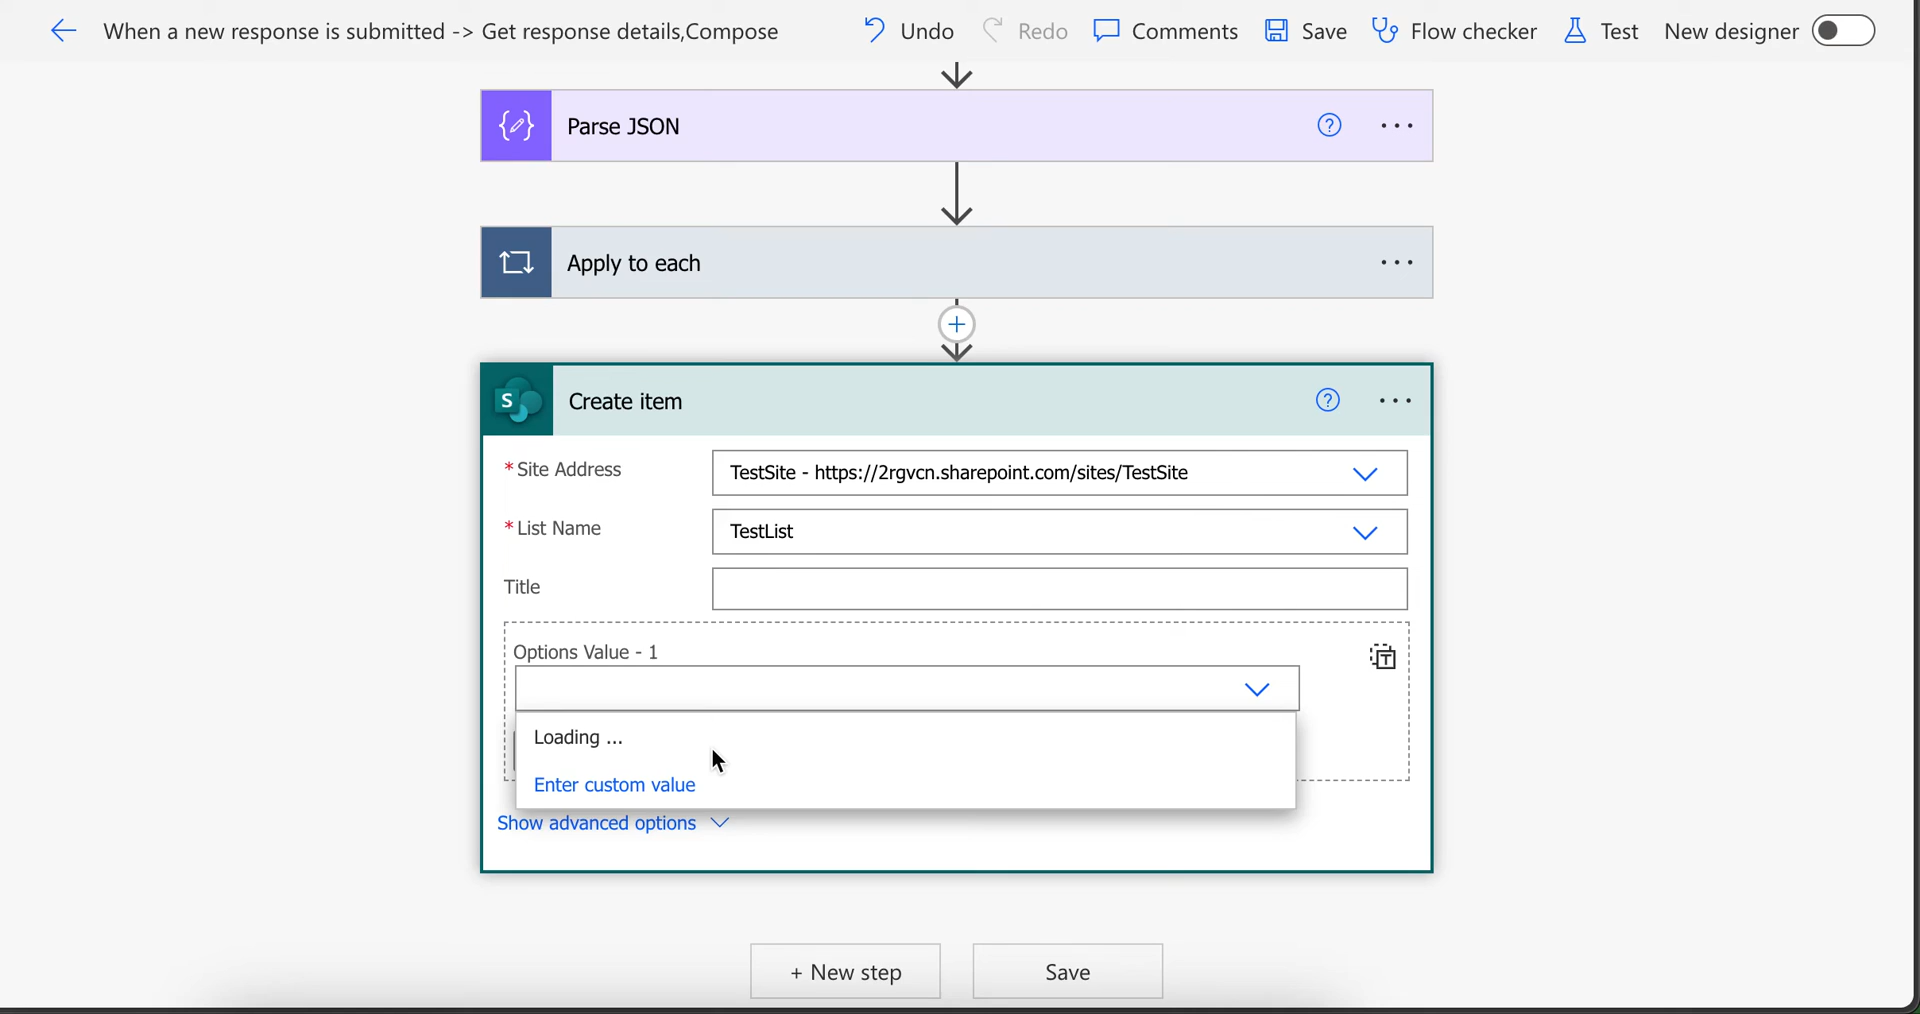 When a new response is submitted -> Get response details,Compose
Undo
Redo
Comments
Save
Flow checker
Test
New designer
Parse JSON
?
...
Apply to each
...
+
S
Create item
?
...
* Site Address
TestSite - https://2rgvcn.sharepoint.com/sites/TestSite
* List Name
TestList
Title
Options Value - 1
T
Loading ...
Enter custom value
Show advanced options
+ New step
Save